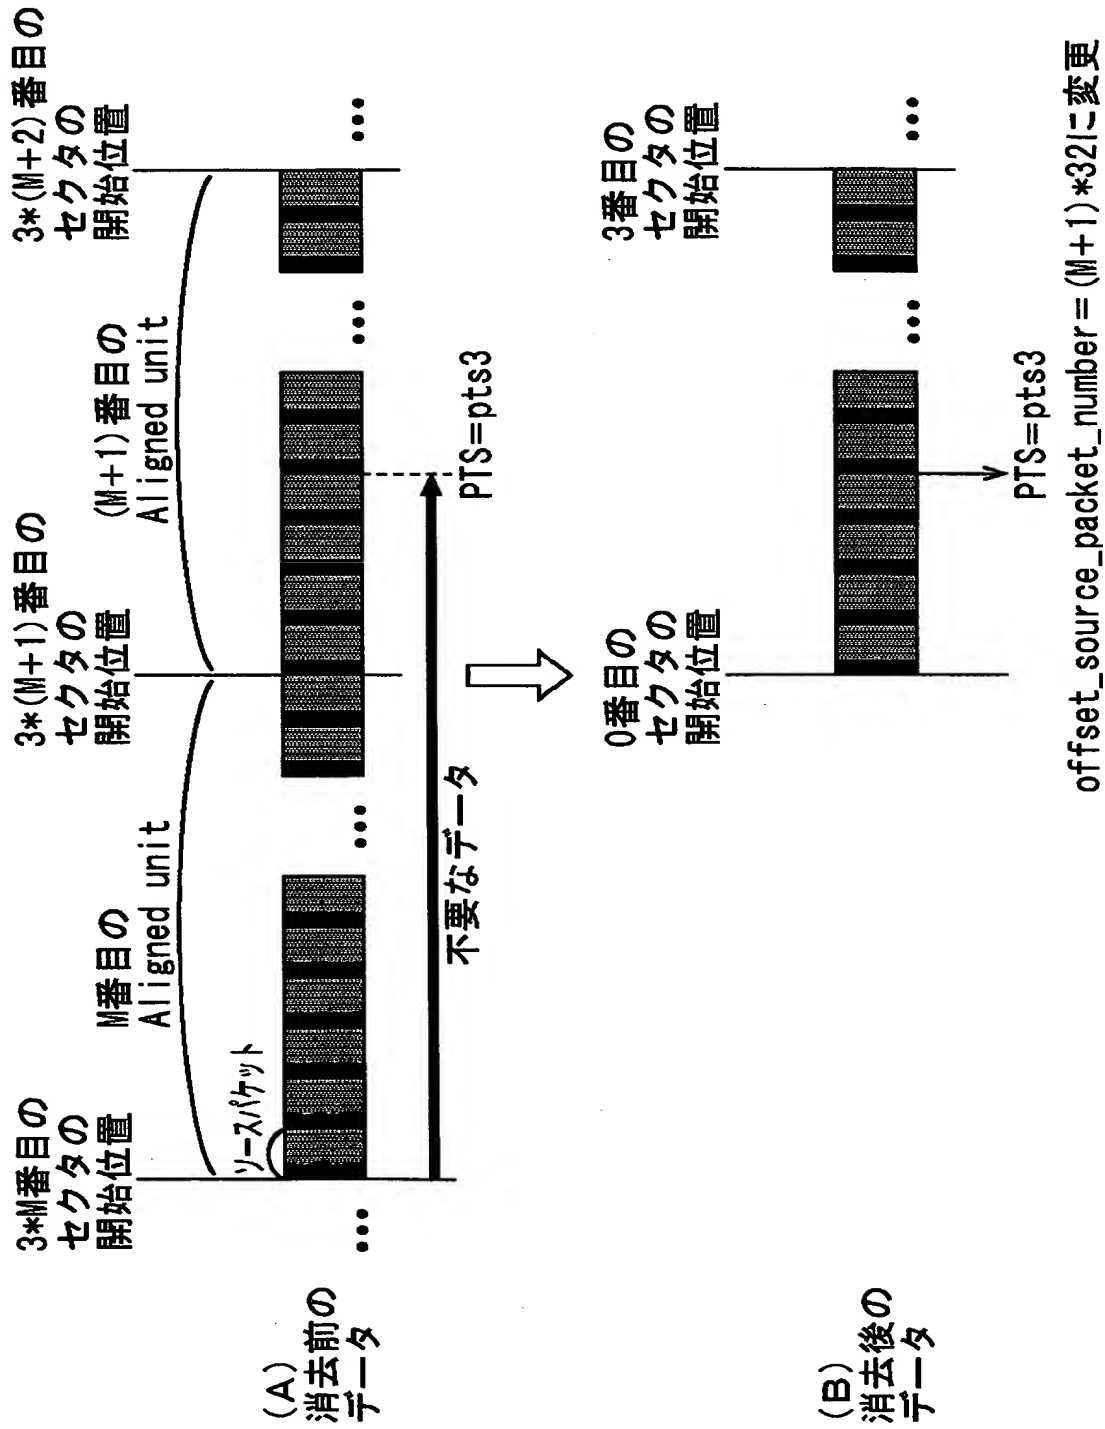 3*M番目の
セクタの
開始位置
3*(M+1)番目の
セクタの
開始位置
3*(M+2)番目の
セクタの
開始位置
M番目の
Aligned unit
(M+1)番目の
Aligned unit
ソースパケット
(A)
消去前の
データ
•••
•••
•••
•••
PTS=pts3
不要なデータ
0番目の
セクタの
開始位置
3番目の
セクタの
開始位置
(B)
消去後の
データ
•••
•••
PTS=pts3
offset_source_packet_number=(M+1)*32に変更